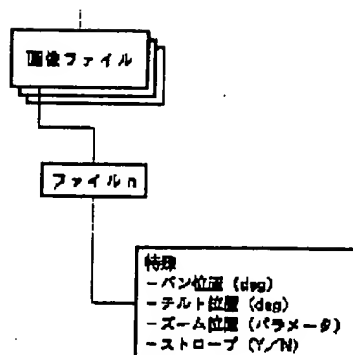 画像ファイル
ファイルn
特殊
-パン位置 (deg)
-チルト位置 (deg)
-ズーム位置 (パラメータ)
-ストロープ (Y/N)